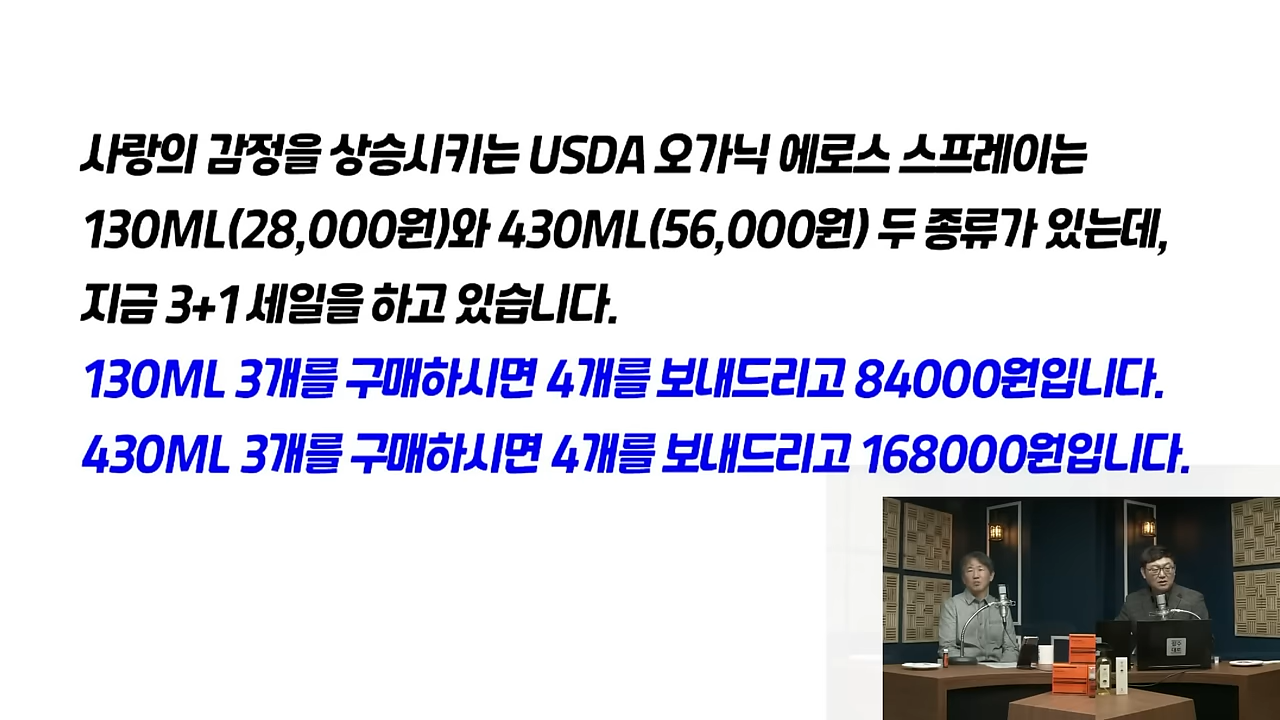 사랑의 감정을 상승시키는 USDA 오가닉 에로스 스프레이는
130ML(28,000원)와 430ML(56,000원) 두 종류가 있는데,
지금 3+1 세일을 하고 있습니다.
130ML 3개를 구매하시면 4개를 보내드리고 84000원입니다.
430ML 3개를 구매하시면 4개를 보내드리고 168000원입니다.